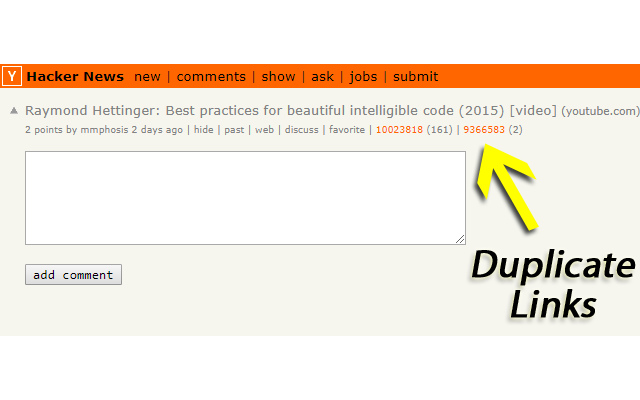 Y Hacker News new | comments | show | ask | jobs | submit
Raymond Hettinger: Best practices for beautiful intelligible code (2015) [video] (youtube.com)
2 points by mmphosis 2 days ago | hide | past | web | discuss | favorite | 10023818 (161) | 9366583 (2)
add comment
Duplicate
Links